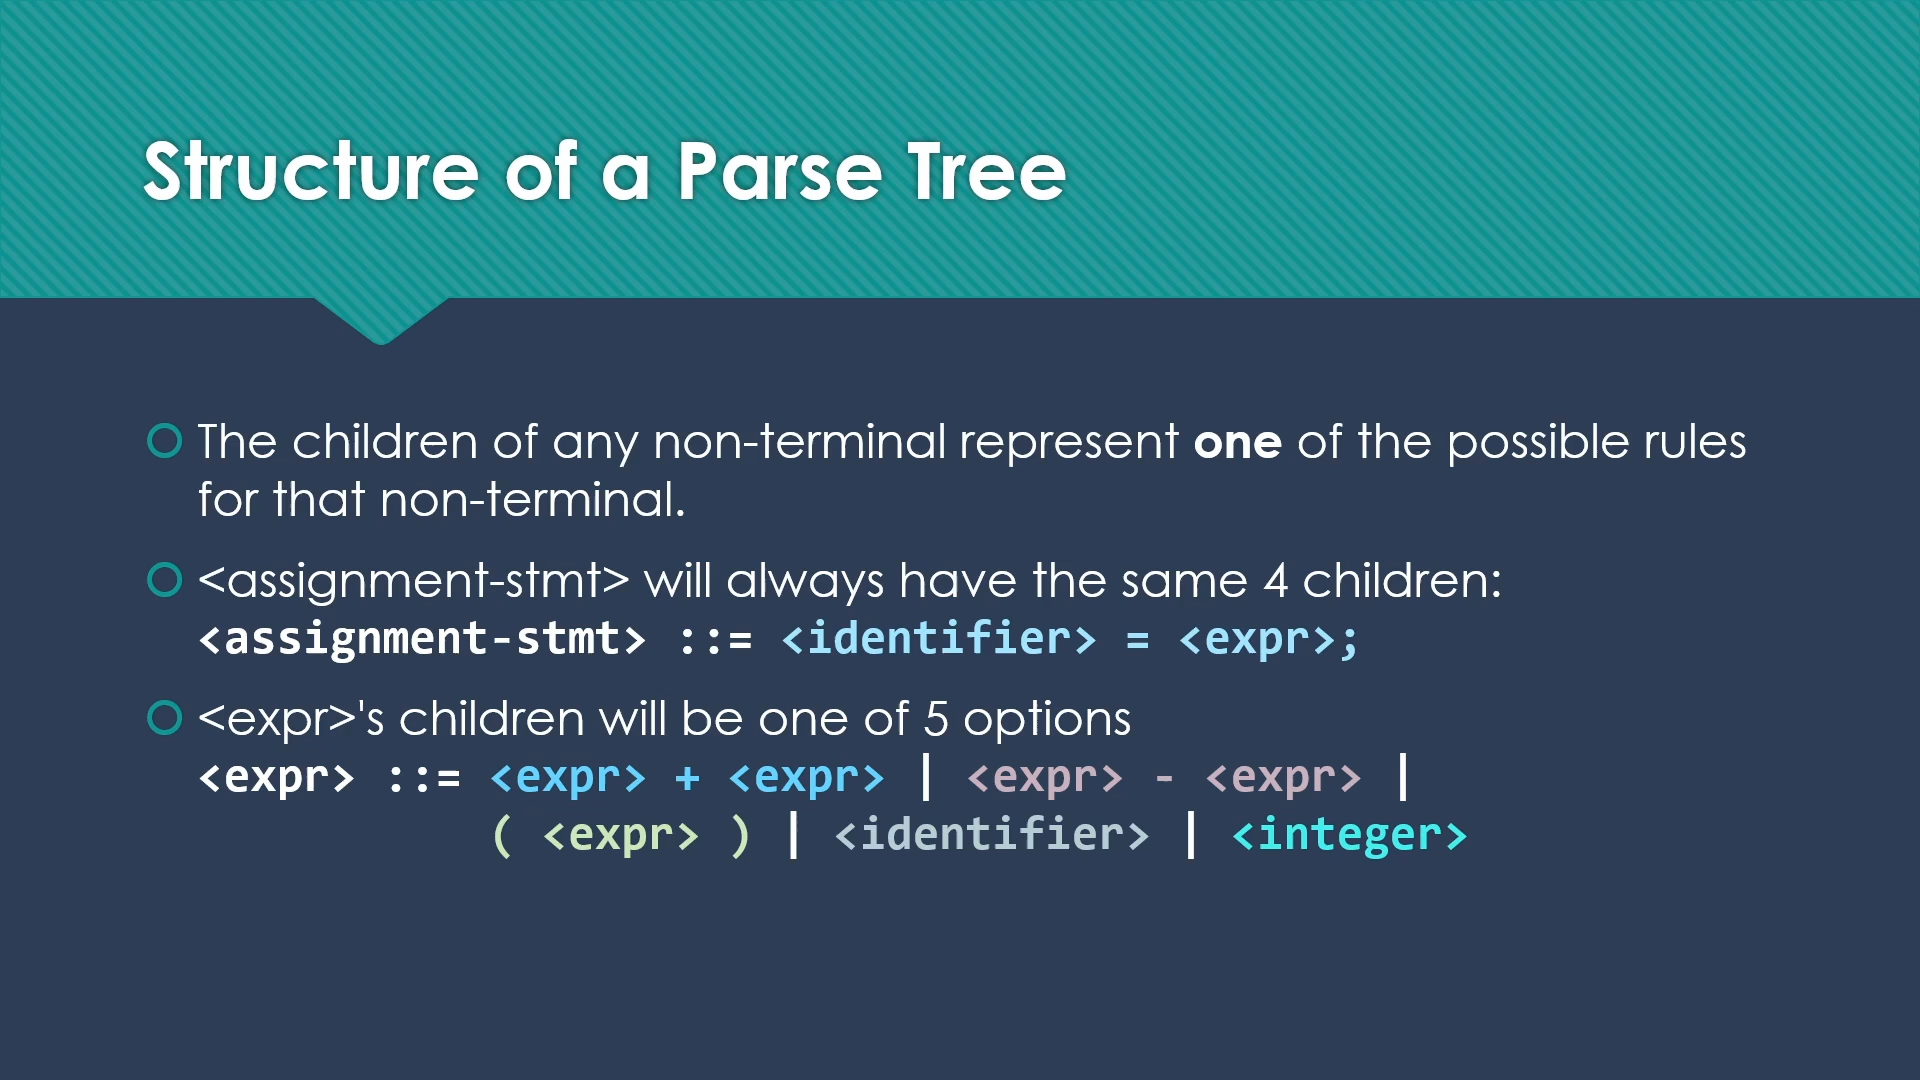 Structure of a Parse Tree
The children of any non-terminal represent one of the possible rules
for that non-terminal.
<assignment-stmt> will always have the same 4 children:
<assignment-stmt> ::= <identifier> = <expr>;
<expr>'s children will be one of 5 options
<expr> ::= <expr> + <expr> | <expr> - <expr> |
( <expr> ) | <identifier> | <integer>